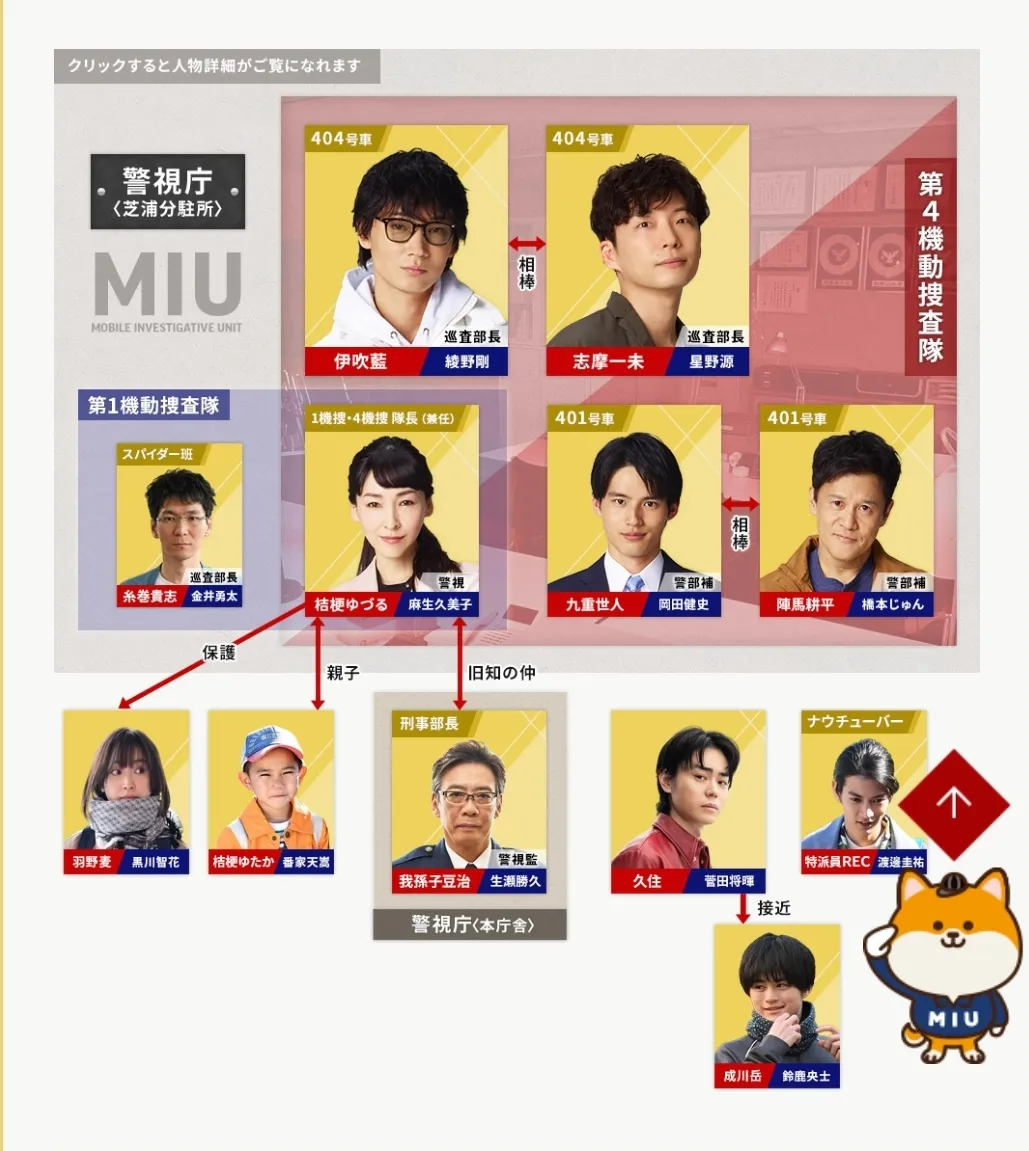 クリックすると人物詳細がご覧になれます
警視庁
〈芝浦分駐所〉
MIU
MOBILE INVESTIGATIVE UNIT
第4機動捜査隊
404号車
巡査部長
伊吹藍 綾野剛
相棒
404号車
巡査部長
志摩一未 星野源
第1機動捜査隊
スパイダー班
巡査部長
糸巻貴志 金井勇太
1機捜・4機捜 隊長（兼任）
警視
桔梗ゆづる 麻生久美子
401号車
警部補
九重世人 岡田健史
相棒
401号車
警部補
陣馬耕平 橋本じゅん
保護
親子
旧知の仲
羽野麦 黒川智花
桔梗ゆたか 番家天嵩
刑事部長
警視監
我孫子豆治 生瀬勝久
警視庁〈本庁舎〉
久住 菅田将暉
ナウチューバー
特派員REC 渡邊圭祐
接近
成川岳 鈴鹿央士
MIU